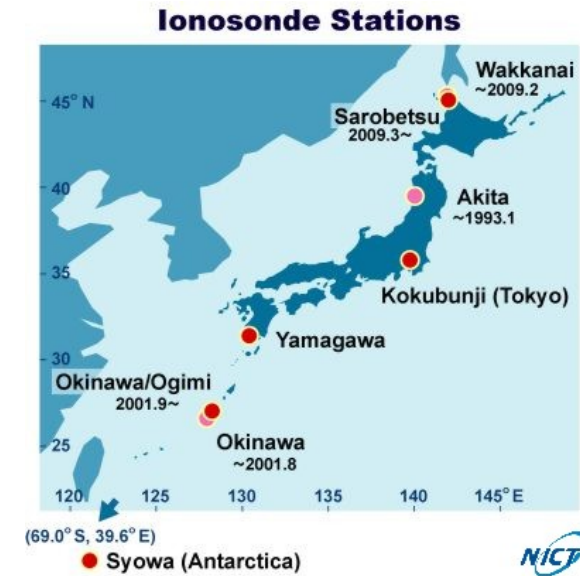 Ionosonde Stations
Wakkanai
~2009.2
45° N
Sarobetsu
2009.3~
40
Akita
~1993.1
35
Kokubunji (Tokyo)
Yamagawa
30
Okinawa/Ogimi
2001.9~
25
Okinawa
~2001.8
120 125 130 135 140 145° E
(69.0° S, 39.6° E)
Syowa (Antarctica)
NICT